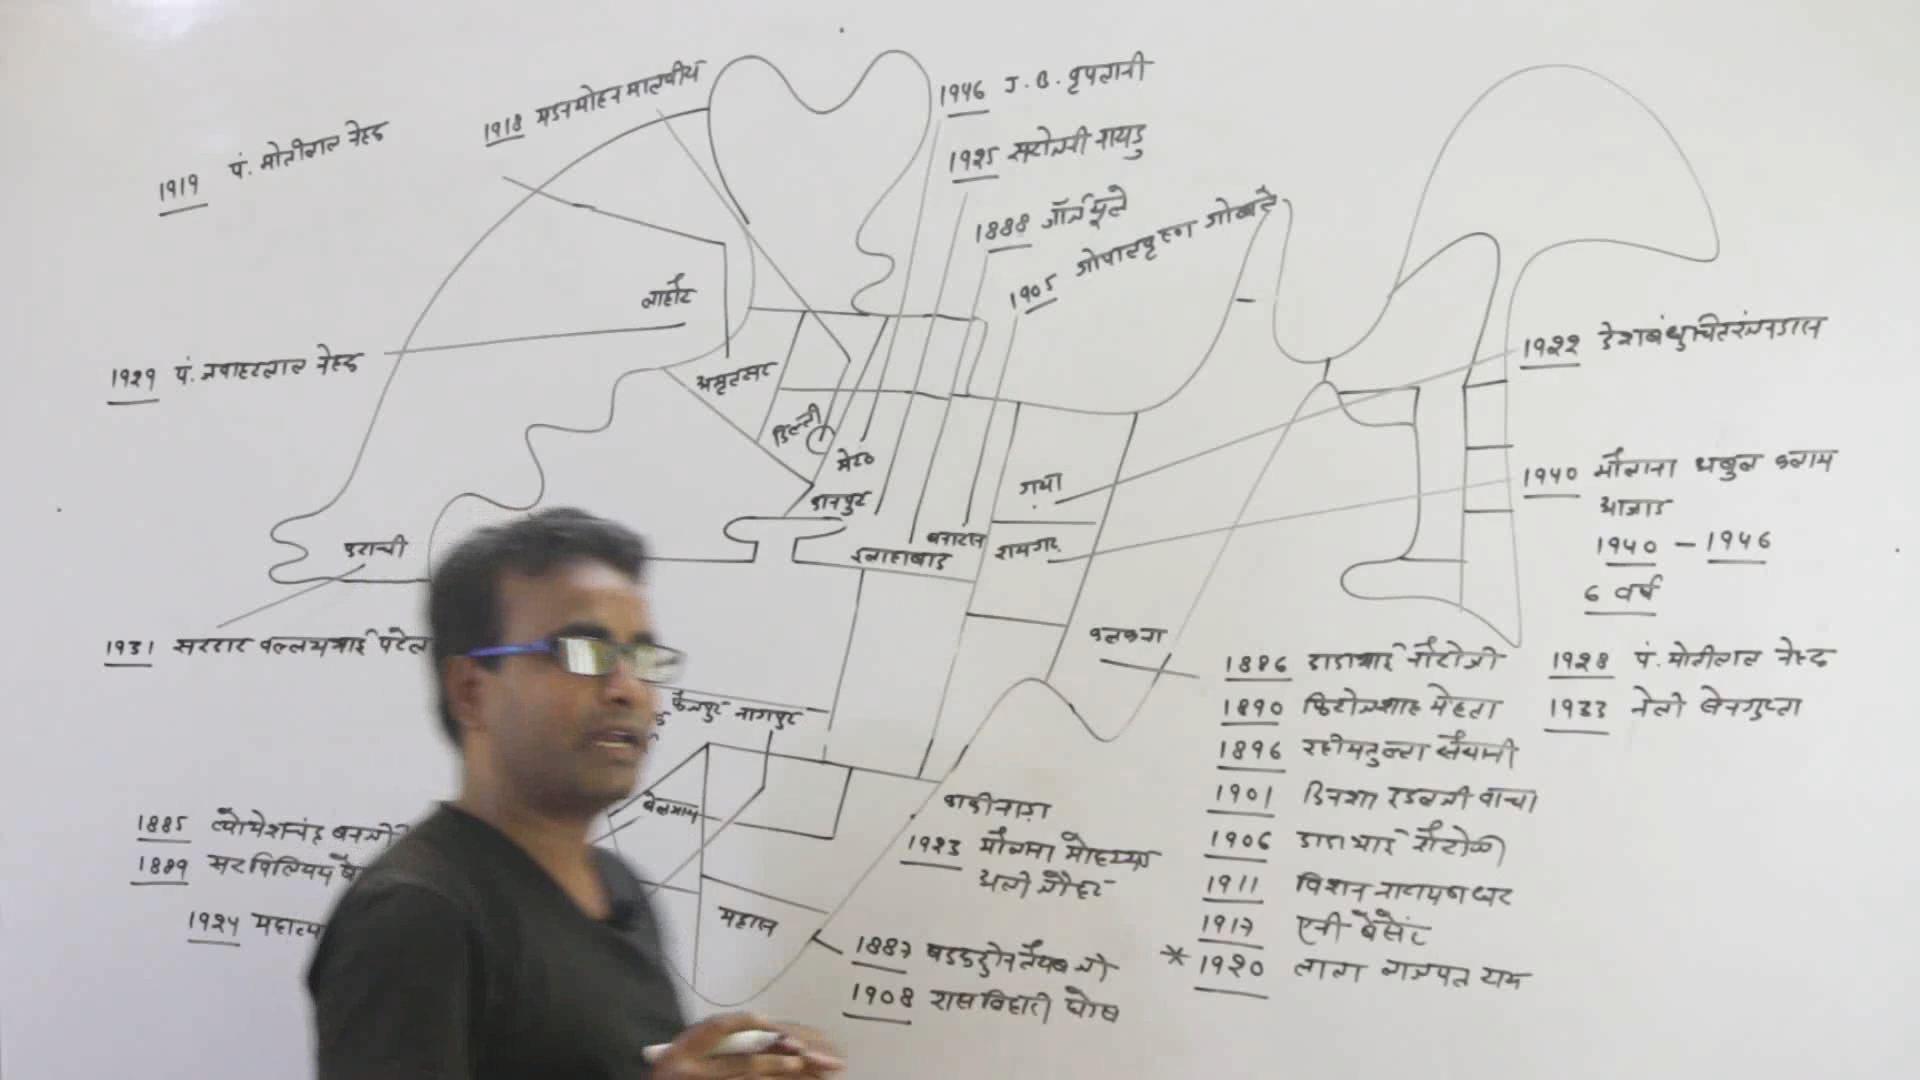 1919 पं. मोतीलाल नेहरू
1918 मदनमोहन मालवीय
1946 J. B. कृपलानी
1925 सरोजनी नायडु
1888 जॉर्ज युले
1905 गोपालकृष्ण गोखले
लाहौर
1929 पं. जवाहरलाल नेहरू
अमृतसर
दिल्ली
मेरठ
कानपुर
इलाहाबाद
बनारस
गया
रामगढ़
1922 देशबंधु चितरंजनदास
1940 मौलाना अबुल कलाम
आजाद
1940 – 1946
6 वर्ष
कराची
1931 सरदार वल्लभभाई पटेल
कलकत्ता
1886 दादाभाई नौरोजी
1890 फिरोजशाह मेहता
1896 रहीमतुल्ला सयानी
1901 दिनशा इडलजी वाचा
1906 दादाभाई नौरोजी
1911 विशन नारायण धर
1917 एनी बेसेंट
* 1920 लाला लाजपत राय
1928 पं. मोतीलाल नेहरू
1933 नेली सेनगुप्ता
फैजपुर नागपुर
बेलगाम
काकीनाड़ा
1923 मौलाना मोहम्मद
अली जौहर
1885 व्योमेशचंद्र बनर्जी
1889 सर विलियम
1924 महात्मा
मद्रास
1887 बदरुद्दीन तैयब जी
1908 रासबिहारी घोष